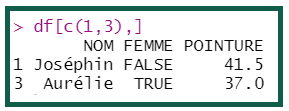 > df[c(1,3),]
NOM FEMME POINTURE
1 Joséphin FALSE 41.5
3 Aurélie TRUE 37.0